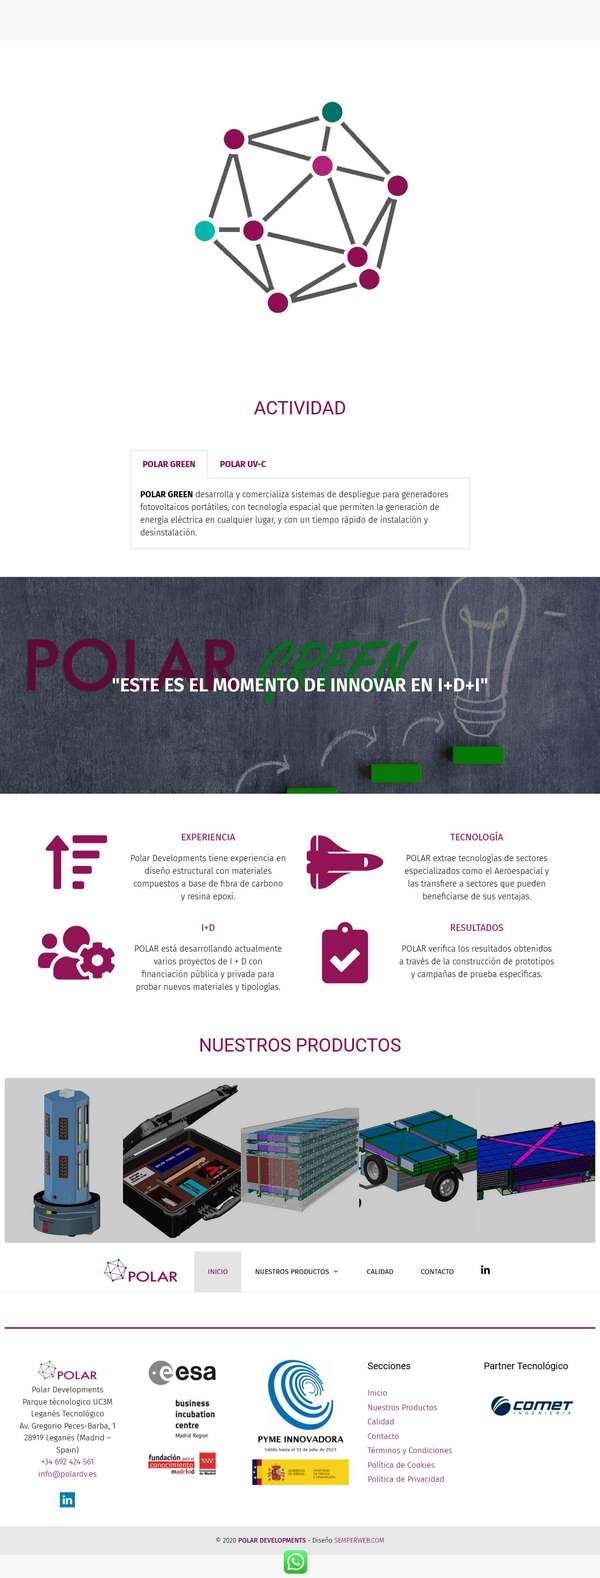 ACTIVIDAD
POLAR GREEN
POLAR UV-C
POLAR GREEN desarrolla y comercializa sistemas de despliegue para generadores
fotovoltaicos portátiles, con tecnología espacial que permiten la generación de
energía eléctrica en cualquier lugar, y con un tiempo rápido de instalación y
desinstalación.
POLAR GREEN
"ESTE ES EL MOMENTO DE INNOVAR EN I+D+I"
EXPERIENCIA
Polar Developments tiene experiencia en
diseño estructural con materiales
compuestos a base de fibra de carbono
y resina epoxi.
TECNOLOGÍA
POLAR extrae tecnologías de sectores
especializados como el Aeroespacial y
las transfiere a sectores que pueden
beneficiarse de sus ventajas.
I+D
POLAR está desarrollando actualmente
varios proyectos de I + D con
financiación pública y privada para
probar nuevos materiales y tipologías.
RESULTADOS
POLAR verifica los resultados obtenidos
a través de la construcción de prototipos
y campañas de prueba específicas.
NUESTROS PRODUCTOS
POLAR
INICIO
NUESTROS PRODUCTOS
CALIDAD
CONTACTO
in
POLAR
Polar Developments
Parque técnologico UC3M
Leganés Tecnológico
Av. Gregorio Peces-Barba, 1
28919 Leganés (Madrid –
Spain)
+34 692 424 561
info@polardv.es
in
esa
business
incubation
centre
Madrid Region
fundación para el
conocimiento
madrid
PYME INNOVADORA
Válido hasta el 31 de julio de 2023
Secciones
Inicio
Nuestros Productos
Calidad
Contacto
Términos y Condiciones
Política de Cookies
Política de Privacidad
Partner Tecnológico
comet
INGENIERÍA
© 2020 POLAR DEVELOPMENTS - Diseño SEMPERWEB.COM